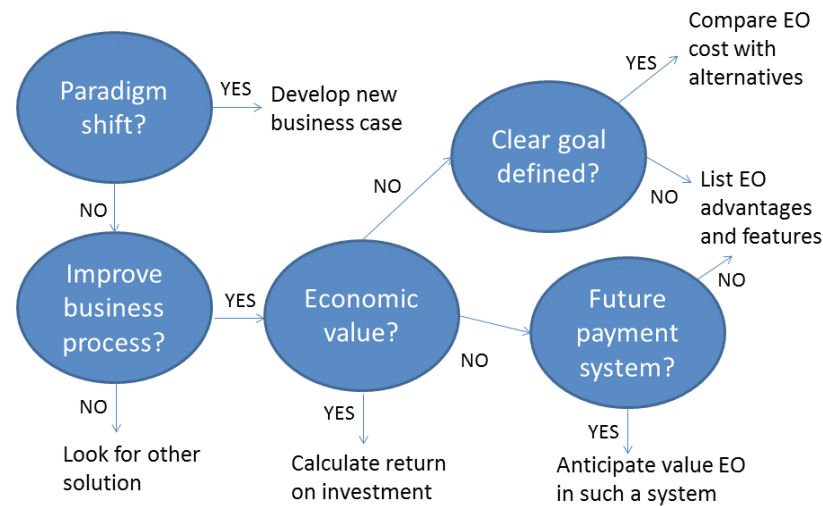 Paradigm
shift?
YES
Develop new
business case
NO
Improve
business
process?
NO
Look for other
solution
YES
Economic
value?
YES
Calculate return
on investment
NO
Clear goal
defined?
YES
Compare EO
cost with
alternatives
NO
List EO
advantages
and features
NO
Future
payment
system?
NO
YES
Anticipate value EO
in such a system